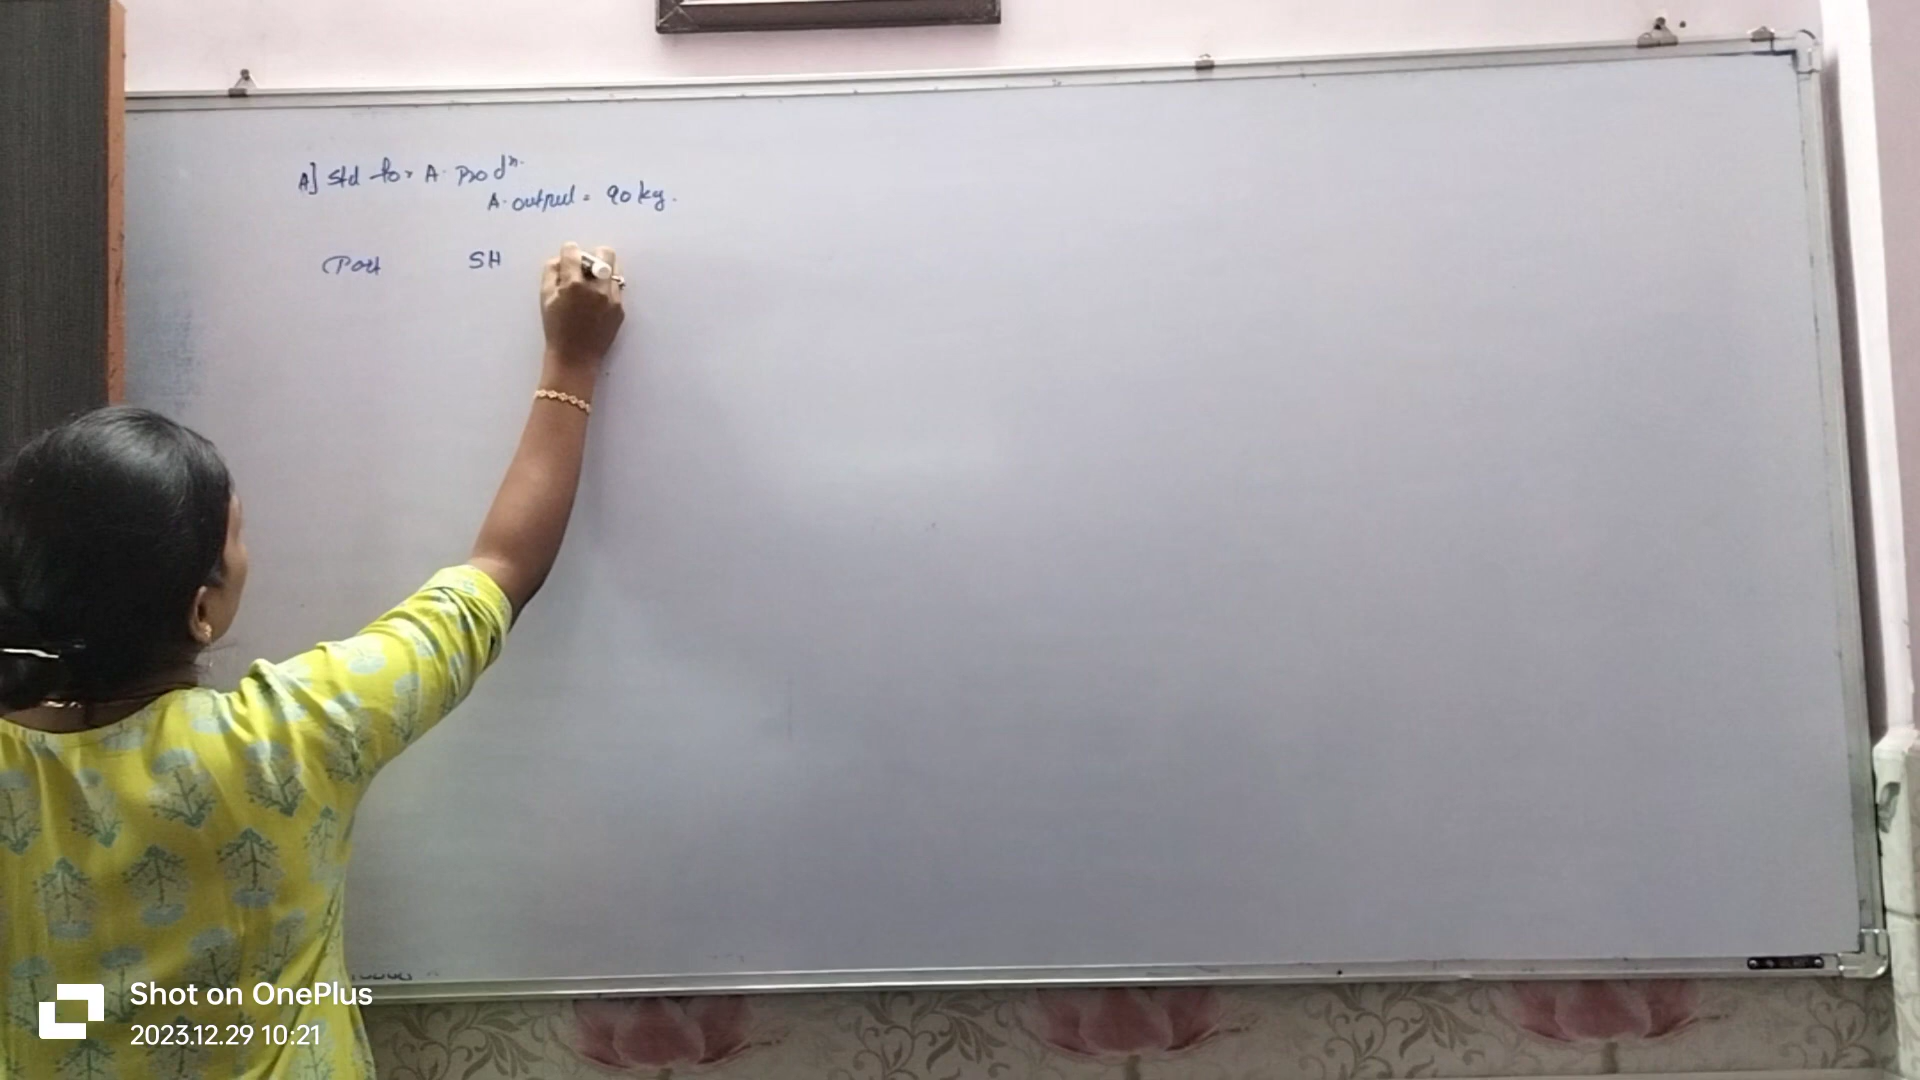 A] Std for A. Prodn.
A. output = 90 kg.
Part SH
Shot on OnePlus
2023.12.29 10:21